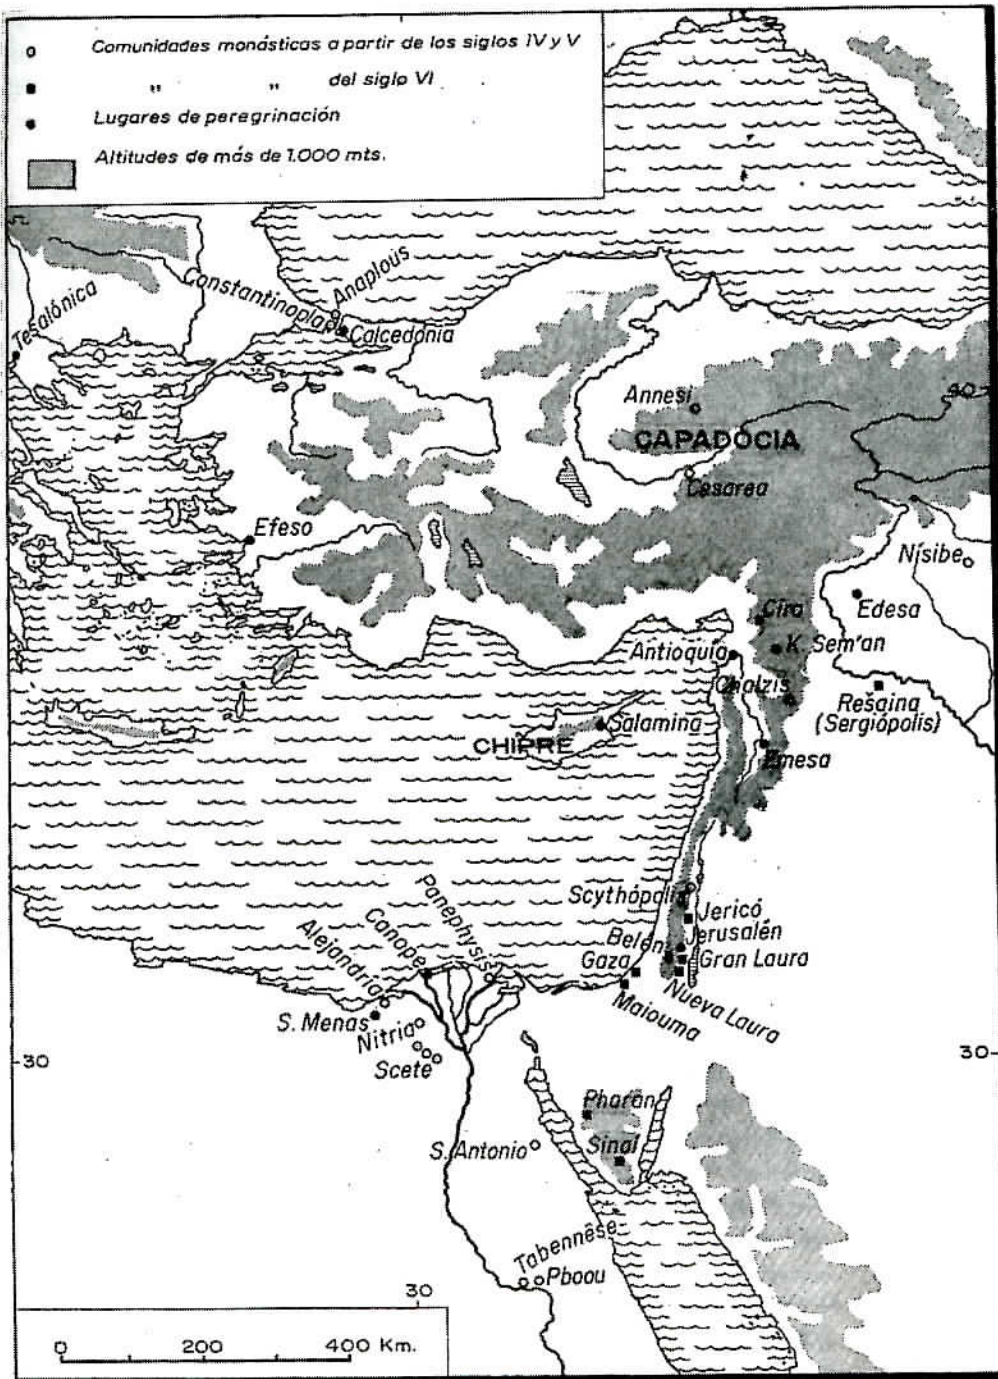 Comunidades monásticas a partir de los siglos IV y V
" " del siglo VI
Lugares de peregrinación
Altitudes de más de 1.000 mts.
Tesalónica
Constantinopla
Anaplous
Calcedonia
Annesi
40
CAPADOCIA
Cesarea
Efeso
Nísibe
Cira
Edesa
Antioquía
K. Sem'an
Chalzis
Rešaina
(Sergiópolis)
Salamina
CHIPRE
Emesa
Scythópoli
Jericó
Jerusalén
Belén
Gran Laura
Gaza
Nueva Laura
Maiouma
Panephysis
Canope
Alejandría
S. Menas
Nitria
Scete
30
30
Pharan
Sinaí
S. Antonio
Tabennêse
Pboou
30
0 200 400 Km.